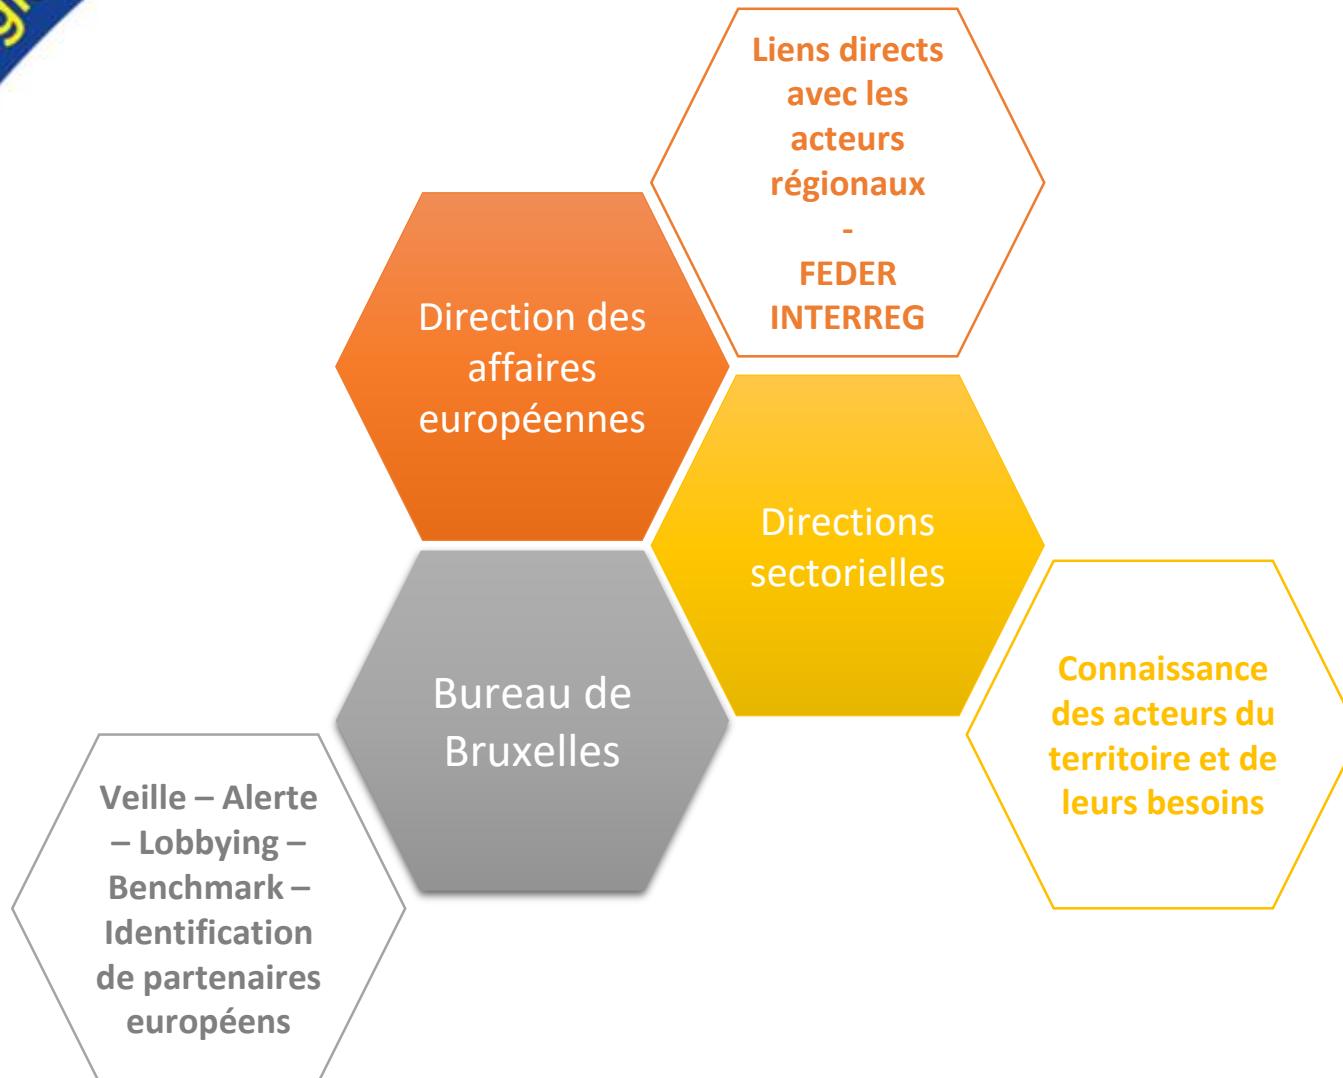 Liens directs
avec les
acteurs
régionaux
-
FEDER
INTERREG
Direction des
affaires
européennes
Directions
sectorielles
Bureau de
Bruxelles
Connaissance
des acteurs du
territoire et de
leurs besoins
Veille – Alerte
– Lobbying –
Benchmark –
Identification
de partenaires
européens